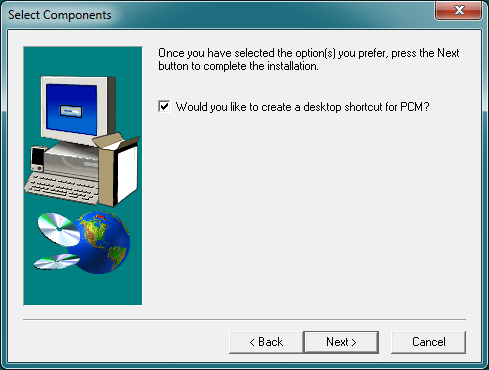 Select Components
Once you have selected the option(s) you prefer, press the Next
button to complete the installation.
Would you like to create a desktop shortcut for PCM?
< Back
Next >
Cancel